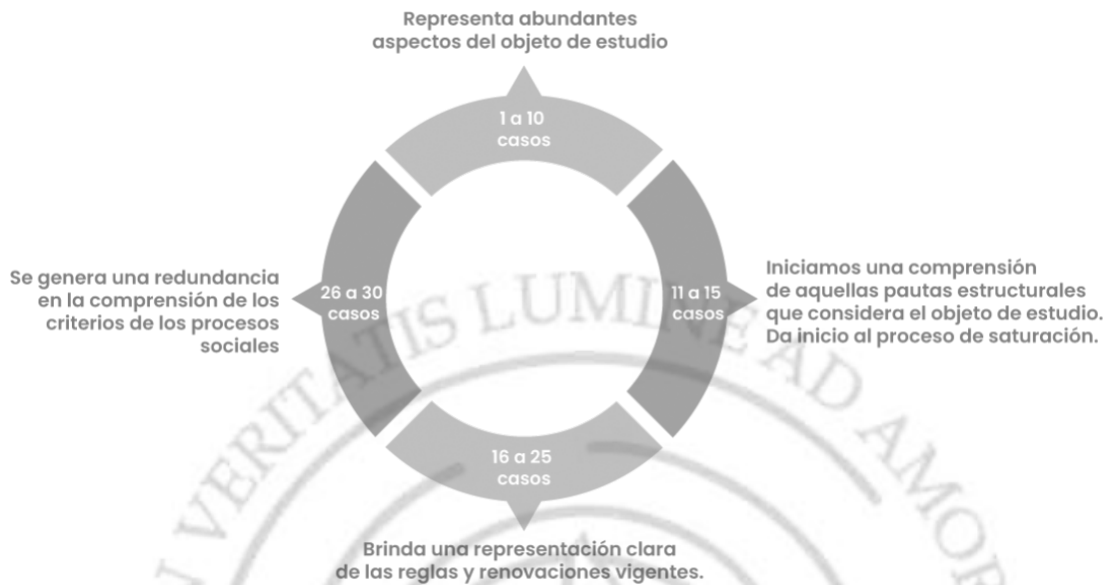 Representa abundantes
aspectos del objeto de estudio
1 a 10
casos
Iniciamos una comprensión
de aquellas pautas estructurales
que considera el objeto de estudio.
Da inicio al proceso de saturación.
11 a 15
casos
16 a 25
casos
Brinda una representación clara
de las reglas y renovaciones vigentes.
26 a 30
casos
Se genera una redundancia
en la comprensión de los
criterios de los procesos
sociales
VERITATIS LUMINE AD AMOR